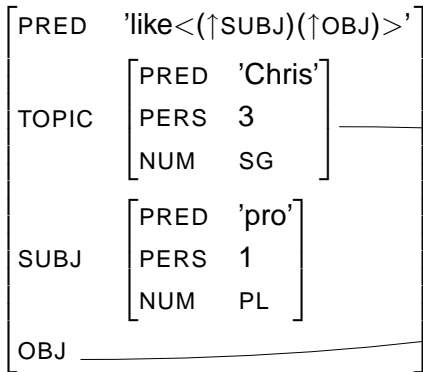 PRED 'like<(↑SUBJ)(↑OBJ)>'
PRED 'Chris'
TOPIC PERS 3
NUM SG
PRED 'pro'
SUBJ PERS 1
NUM PL
OBJ